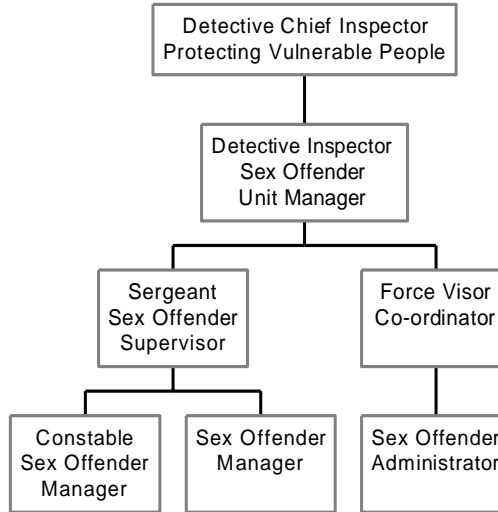 Detective Chief Inspector
Protecting Vulnerable People
Detective Inspector
Sex Offender
Unit Manager
Sergeant
Sex Offender
Supervisor
Force Visor
Co-ordinator
Constable
Sex Offender
Manager
Sex Offender
Manager
Sex Offender
Administrator